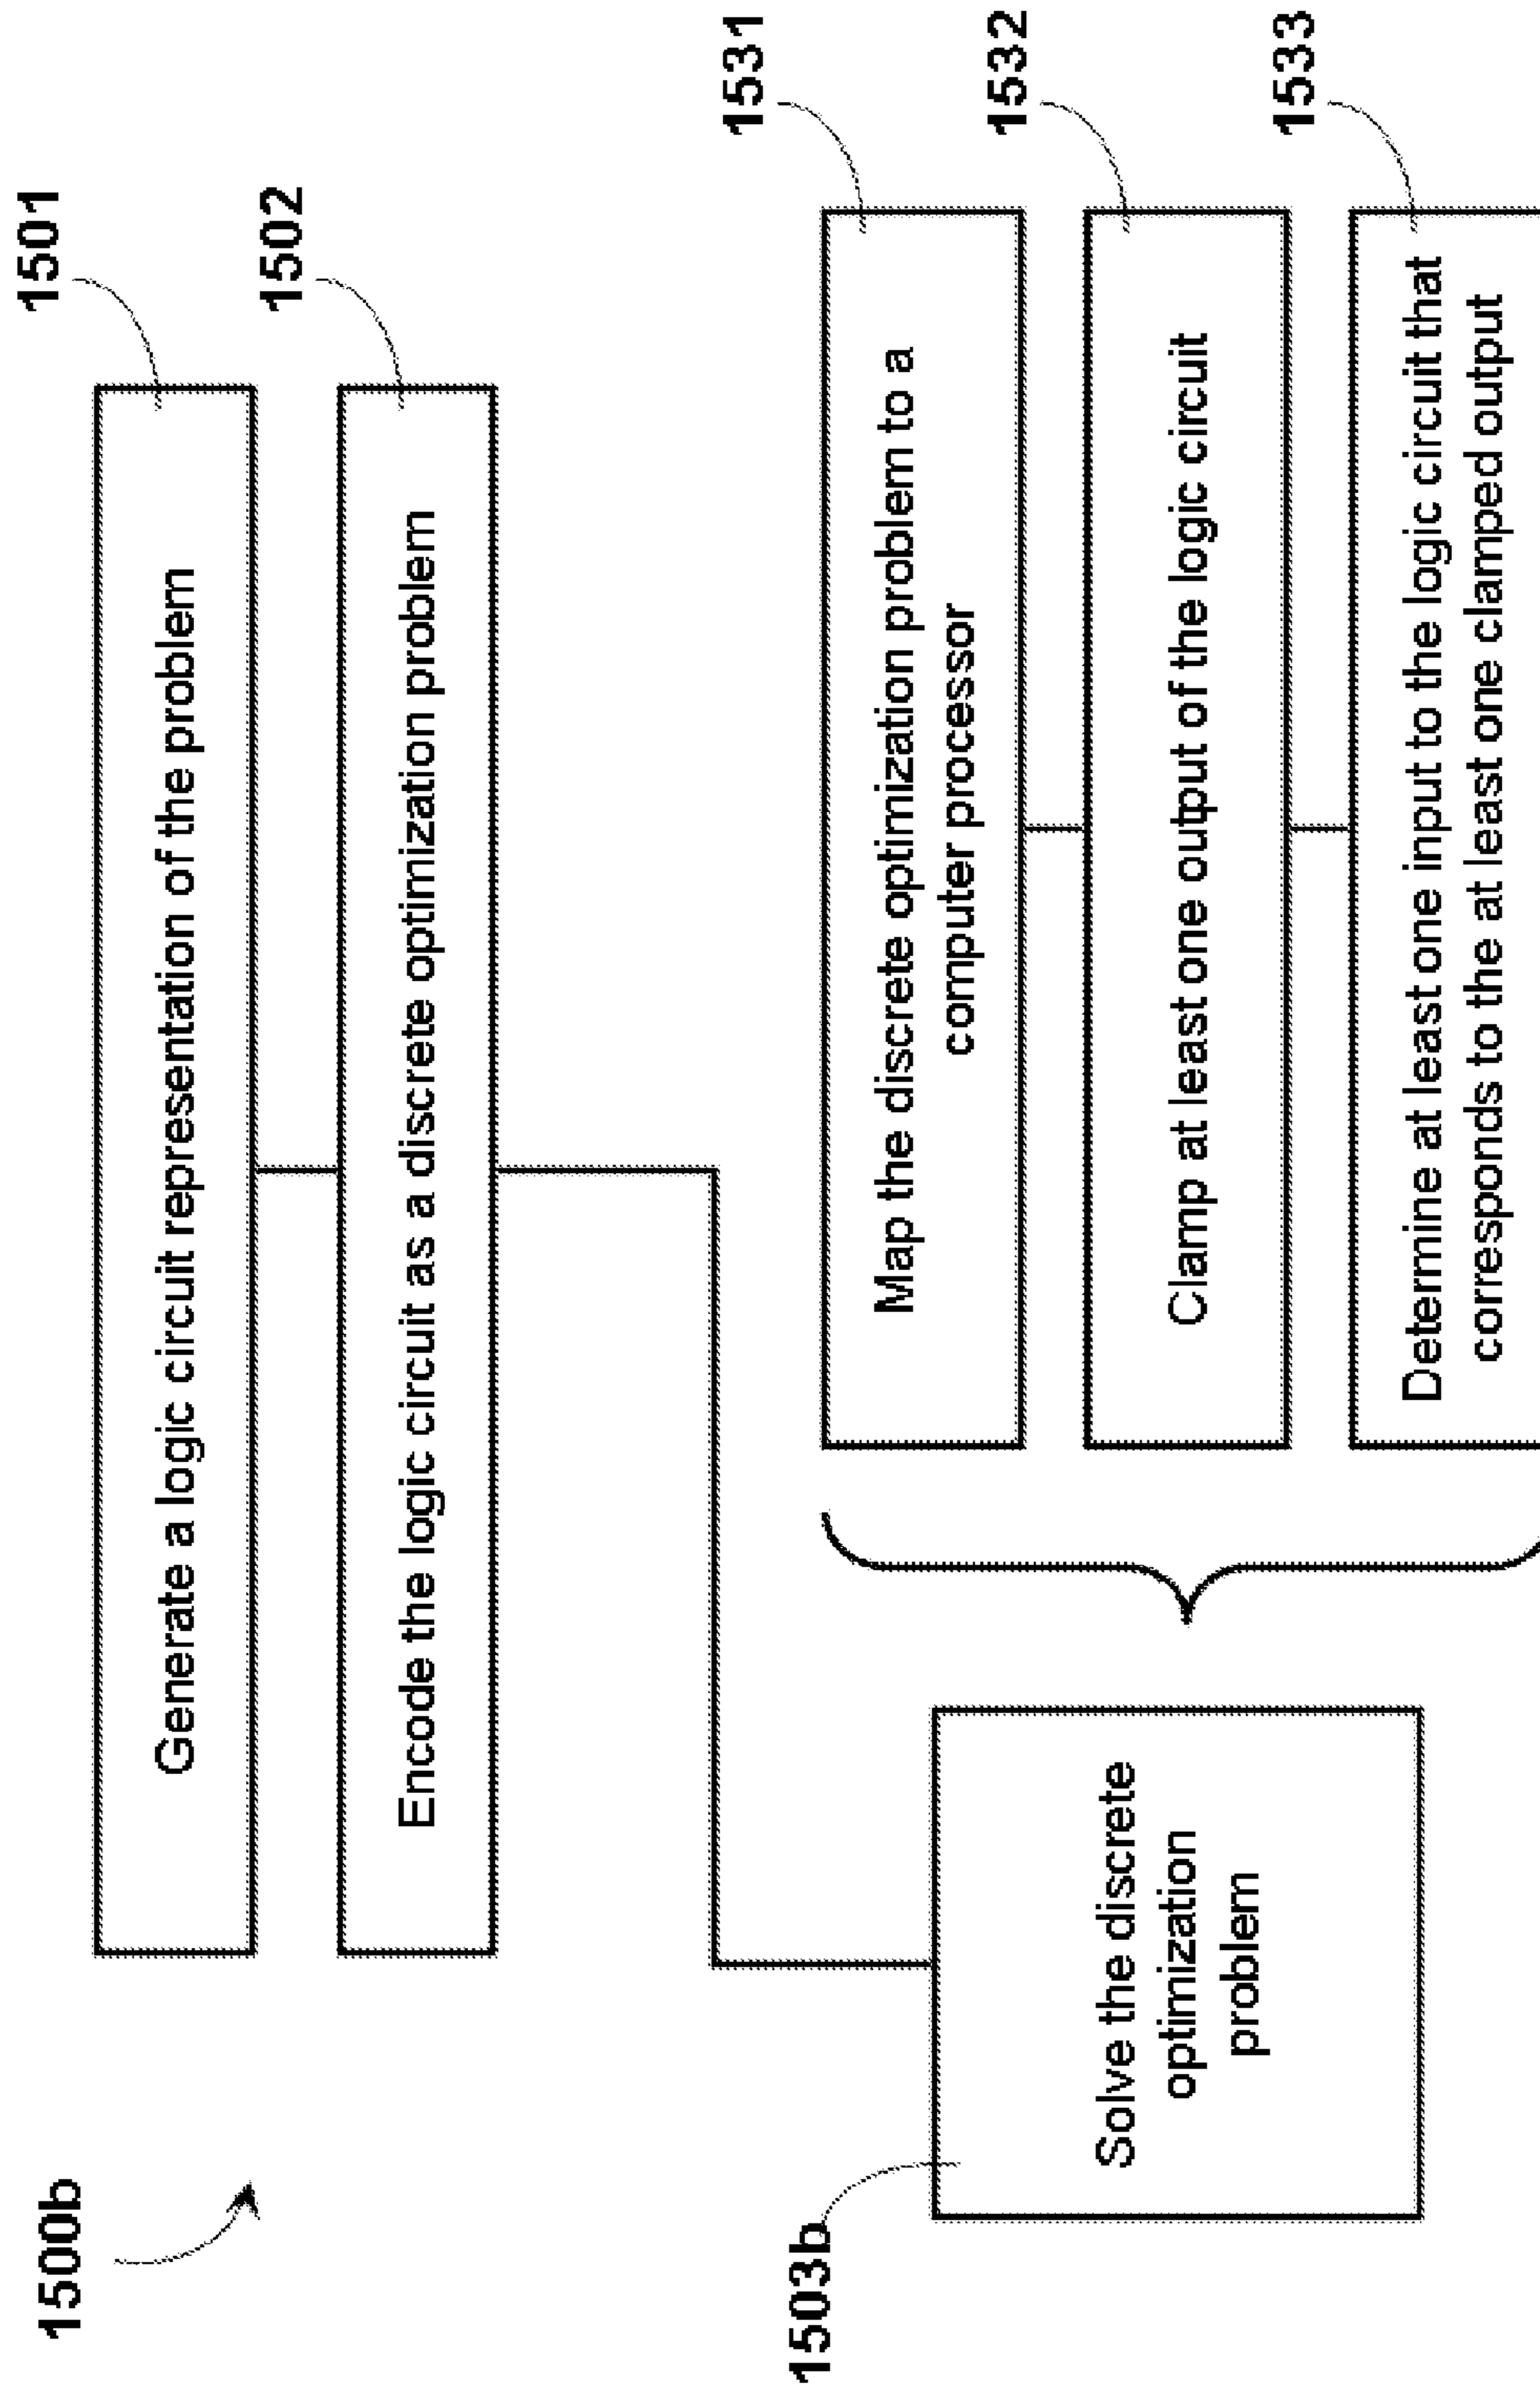 1500b
1501
Generate a logic circuit representation of the problem
1502
Encode the logic circuit as a discrete optimization problem
1503b
Solve the discrete
optimization
problem
1531
Map the discrete optimization problem to a
computer processor
1532
Clamp at least one output of the logic circuit
1533
Determine at least one input to the logic circuit that
corresponds to the at least one clamped output